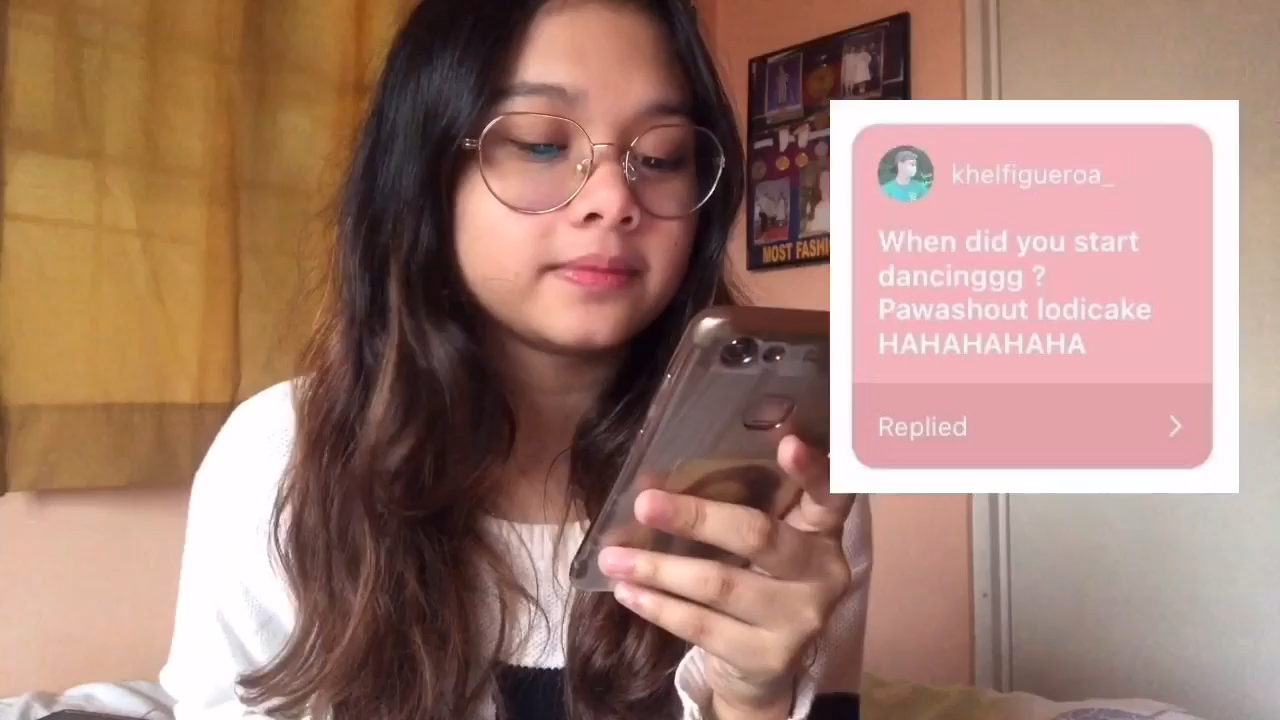 MOST FASHI
khelfigueroa_
When did you start
dancinggg ?
Pawashout lodicake
HAHAHAHAHA
Replied